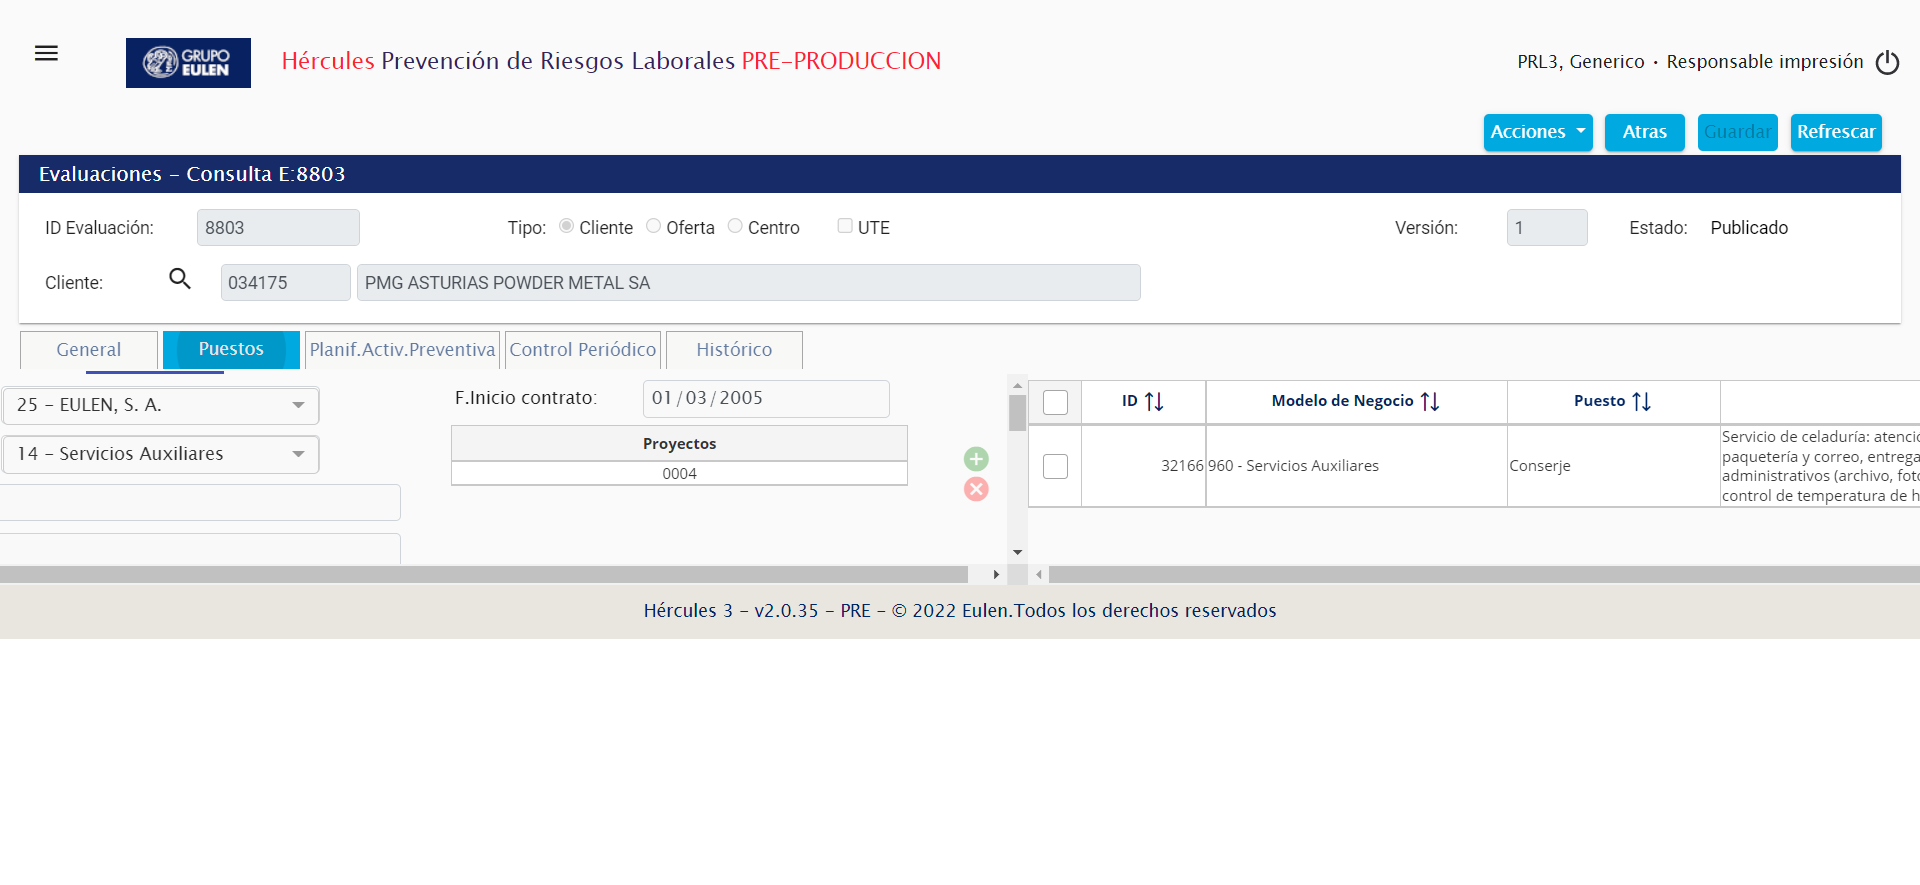 GRUPO
EULEN
Hércules Prevención de Riesgos Laborales PRE-PRODUCCION
PRL3, Generico • Responsable impresión
Acciones
Atras
Guardar
Refrescar
Evaluaciones - Consulta E:8803
ID Evaluación:
8803
Tipo:
Cliente
Oferta
Centro
UTE
Versión:
1
Estado:
Publicado
Cliente:
034175
PMG ASTURIAS POWDER METAL SA
General
Puestos
Planif.Activ.Preventiva
Control Periódico
Histórico
25 - EULEN, S. A.
14 - Servicios Auxiliares
F.Inicio contrato:
01/03/2005
Proyectos
0004
ID
Modelo de Negocio
Puesto
32166
960 - Servicios Auxiliares
Conserje
Servicio de celaduría:
paquetería y correo,
administrativos (archivo,
control de temperatura de
Hércules 3 - v2.0.35 - PRE - © 2022 Eulen.Todos los derechos reservados